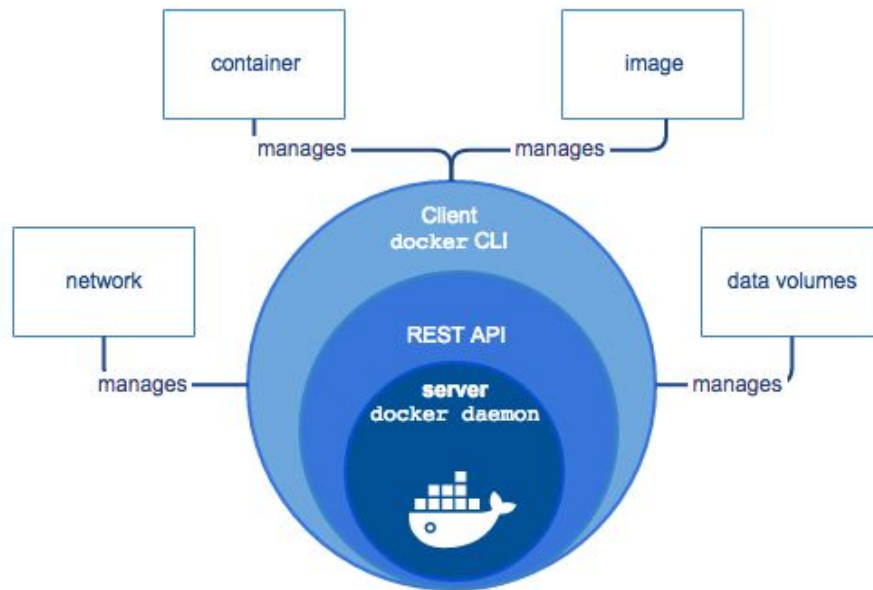 container
image
manages
manages
Client
docker CLI
network
data volumes
REST API
manages
server
manages
docker daemon